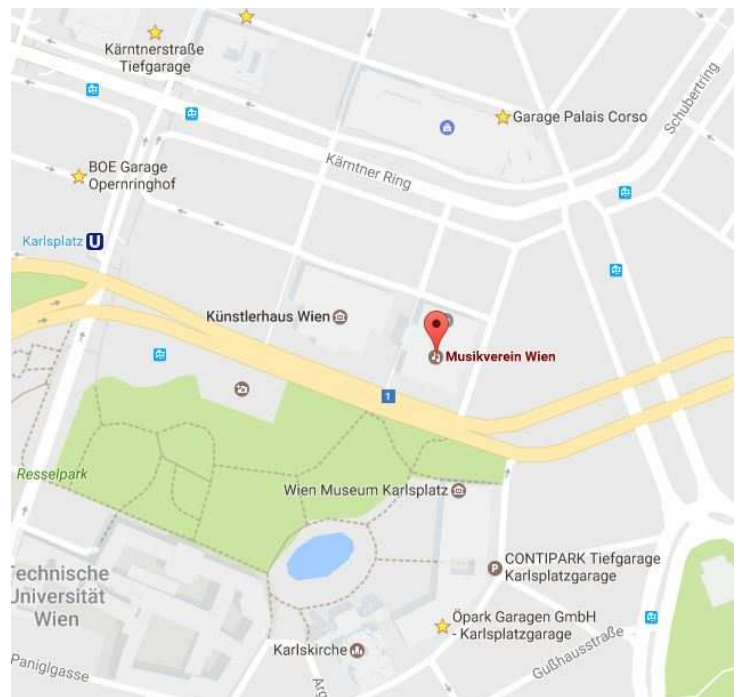 Kärntnerstraße
Tiefgarage
Garage Palais Corso
Schubertring
Kärntner Ring
BOE Garage
Opernringhof
Karlsplatz U
Künstlerhaus Wien
Musikverein Wien
1
Resselpark
Wien Museum Karlsplatz
CONTIPARK Tiefgarage
Karlsplatzgarage
P
Technische
Universität
Wien
Öpark Garagen GmbH
- Karlsplatzgarage
Gußhausstraße
Karlskirche
Paniglgasse
Arg